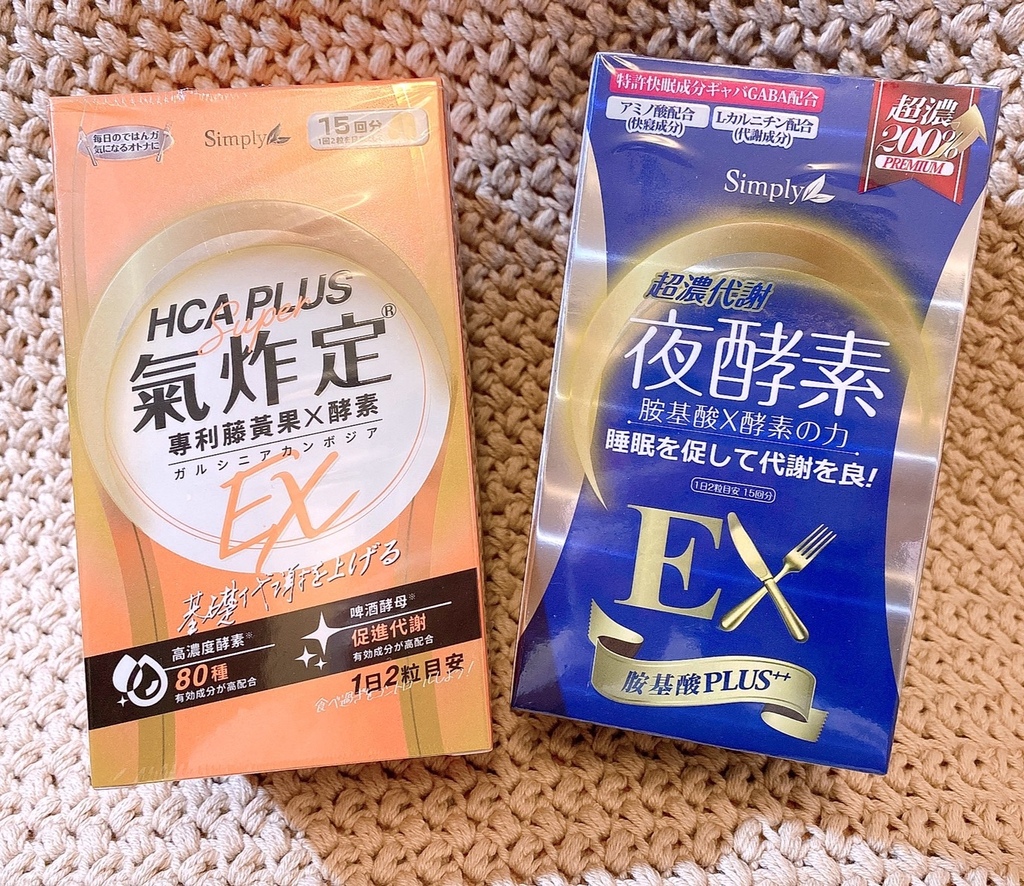 毎日のごはんが
気になるオトナに
Simply
15回分
HCA PLUS
Super
氣炸定®
專利藤黃果X酵素
ガルシニアカンボジア
EX
基礎代謝を上げる
高濃度酵素※
80種
有効成分が高配合
啤酒酵母※
促進代謝
有効成分が高配合
1日2粒目安
特許快眠成分ギャバGABA配合
アミノ酸配合
(快寝成分)
L-カルニチン配合
(代謝成分)
超濃
200%
PREMIUM
Simply
超濃代謝
夜酵素
胺基酸X酵素の力
睡眠を促して代謝を良!
1日2粒目安 15回分
EX
胺基酸PLUS++